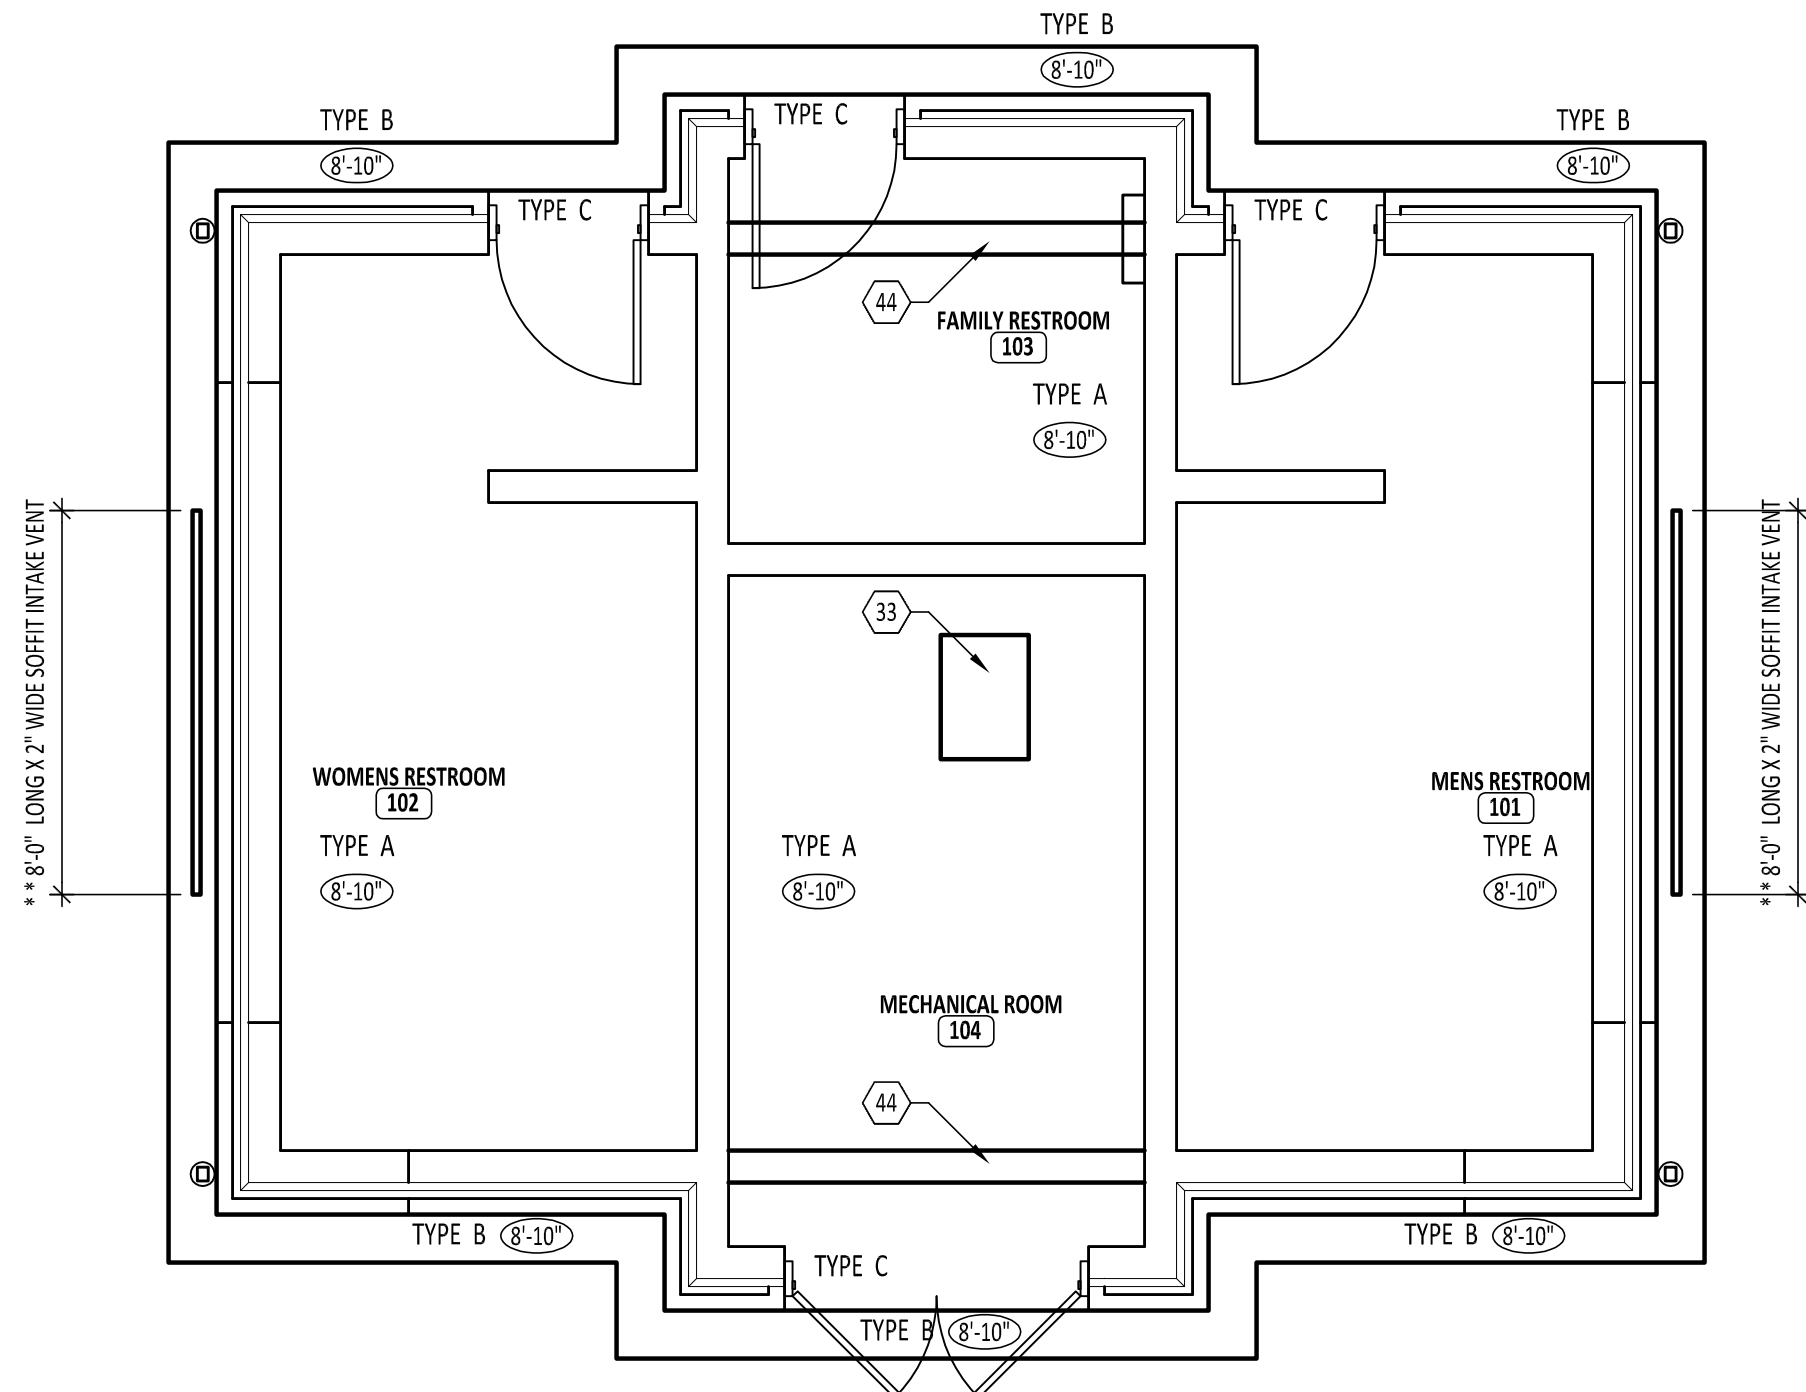 TYPE B
8'-10"
TYPE B
8'-10"
TYPE C
TYPE B
8'-10"
TYPE C
TYPE C
44
FAMILY RESTROOM
103
TYPE A
8'-10"
** 8'-0" LONG X 2" WIDE SOFFIT INTAKE VENT
** 8'-0" LONG X 2" WIDE SOFFIT INTAKE VENT
33
WOMENS RESTROOM
102
TYPE A
8'-10"
TYPE A
8'-10"
MENS RESTROOM
101
TYPE A
8'-10"
MECHANICAL ROOM
104
44
TYPE B 8'-10"
TYPE C
TYPE B 8'-10"
TYPE B 8'-10"